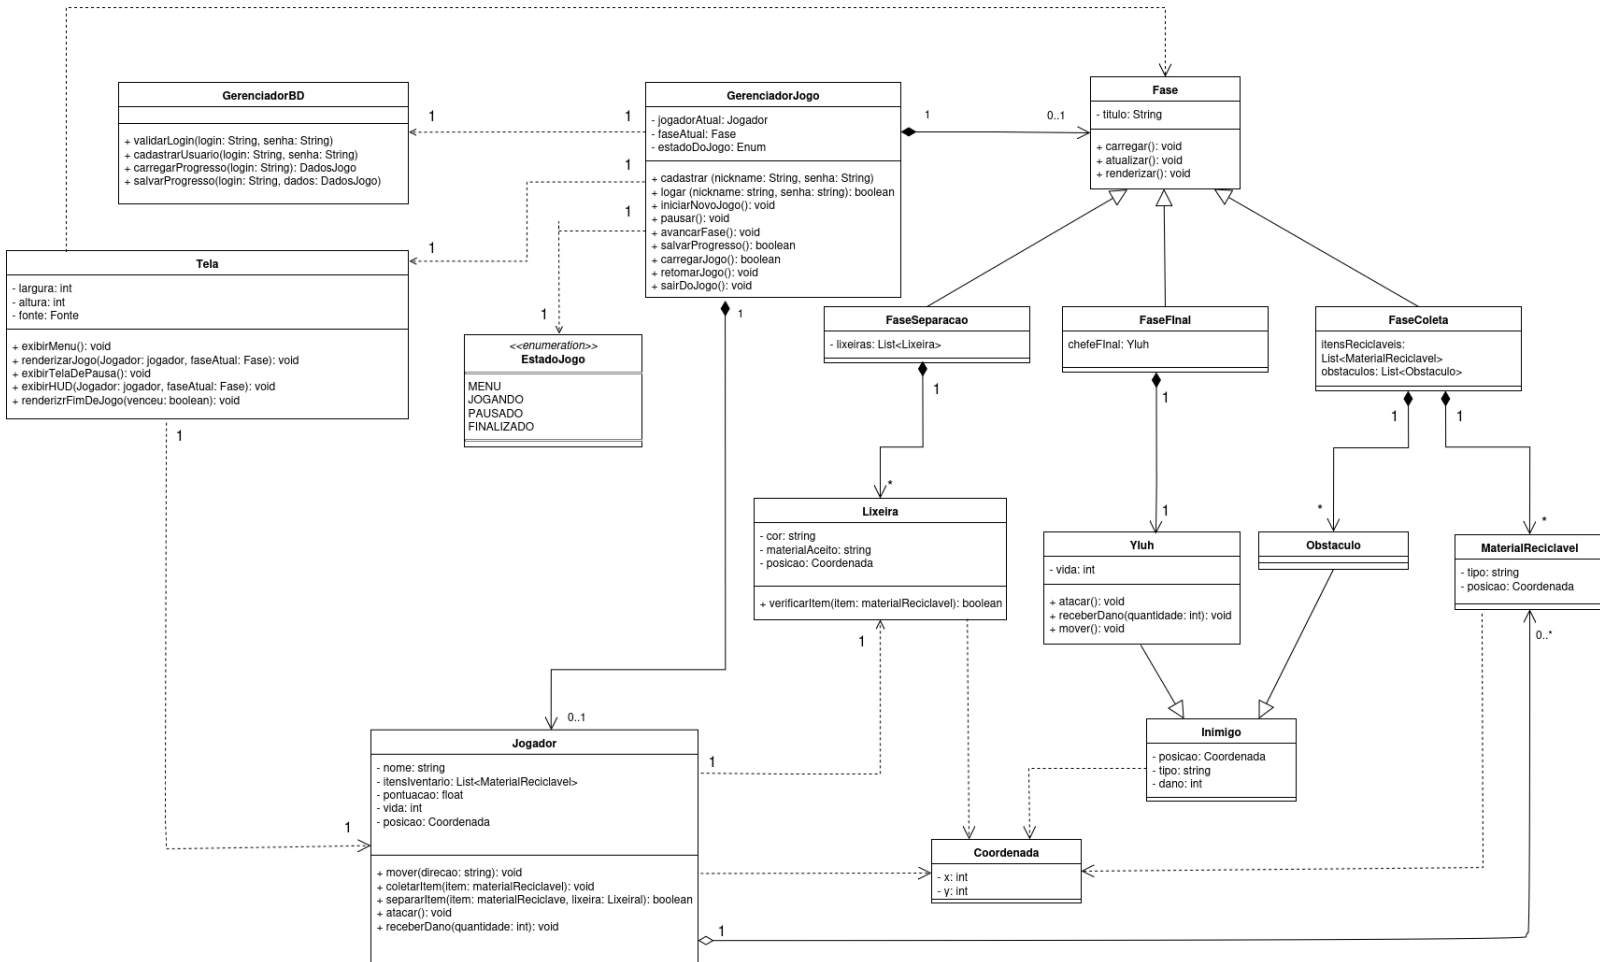 GerenciadorBD
+ validarLogin(login: String, senha: String)
+ cadastrarUsuario(login: String, senha: String)
+ carregarProgresso(login: String): DadosJogo
+ salvarProgresso(login: String, dados: DadosJogo)
1
1
GerenciadorJogo
- jogadorAtual: Jogador
- faseAtual: Fase
- estadoDoJogo: Enum
+ cadastrar (nickname: String, senha: String)
+ logar (nickname: string, senha: string): boolean
+ iniciarNovoJogo(): void
+ pausar(): void
+ avancarFase(): void
+ salvarProgresso(): boolean
+ carregarJogo(): boolean
+ retomarJogo(): void
+ sairDoJogo(): void
1
0..1
Fase
- titulo: String
+ carregar(): void
+ atualizar(): void
+ renderizar(): void
1
1
1
1
1
Tela
- largura: int
- altura: int
- fonte: Fonte
+ exibirMenu(): void
+ renderizarJogo(Jogador: jogador, faseAtual: Fase): void
+ exibirTelaDePausa(): void
+ exibirHUD(Jogador: jogador, faseAtual: Fase): void
+ renderizrFimDeJogo(venceu: boolean): void
1
<<enumeration>>
EstadoJogo
MENU
JOGANDO
PAUSADO
FINALIZADO
FaseSeparacao
- lixeiras: List<Lixeira>
1
FaseFInal
chefeFInal: Yluh
1
FaseColeta
itensReciclaveis:
List<MaterialReciclavel>
obstaculos: List<Obstaculo>
1
1
*
Lixeira
- cor: string
- materialAceito: string
- posicao: Coordenada
+ verificarItem(item: materialReciclavel): boolean
1
1
Yluh
- vida: int
+ atacar(): void
+ receberDano(quantidade: int): void
+ mover(): void
*
Obstaculo
*
MaterialReciclavel
- tipo: string
- posicao: Coordenada
0..*
0..1
Jogador
- nome: string
- itensIventario: List<MaterialReciclavel>
- pontuacao: float
- vida: int
- posicao: Coordenada
+ mover(direcao: string): void
+ coletarItem(item: materialReciclavel): void
+ separarItem(item: materialReciclave, lixeira: Lixeiral): boolean
+ atacar(): void
+ receberDano(quantidade: int): void
1
1
1
Inimigo
- posicao: Coordenada
- tipo: string
- dano: int
Coordenada
- x: int
- y: int